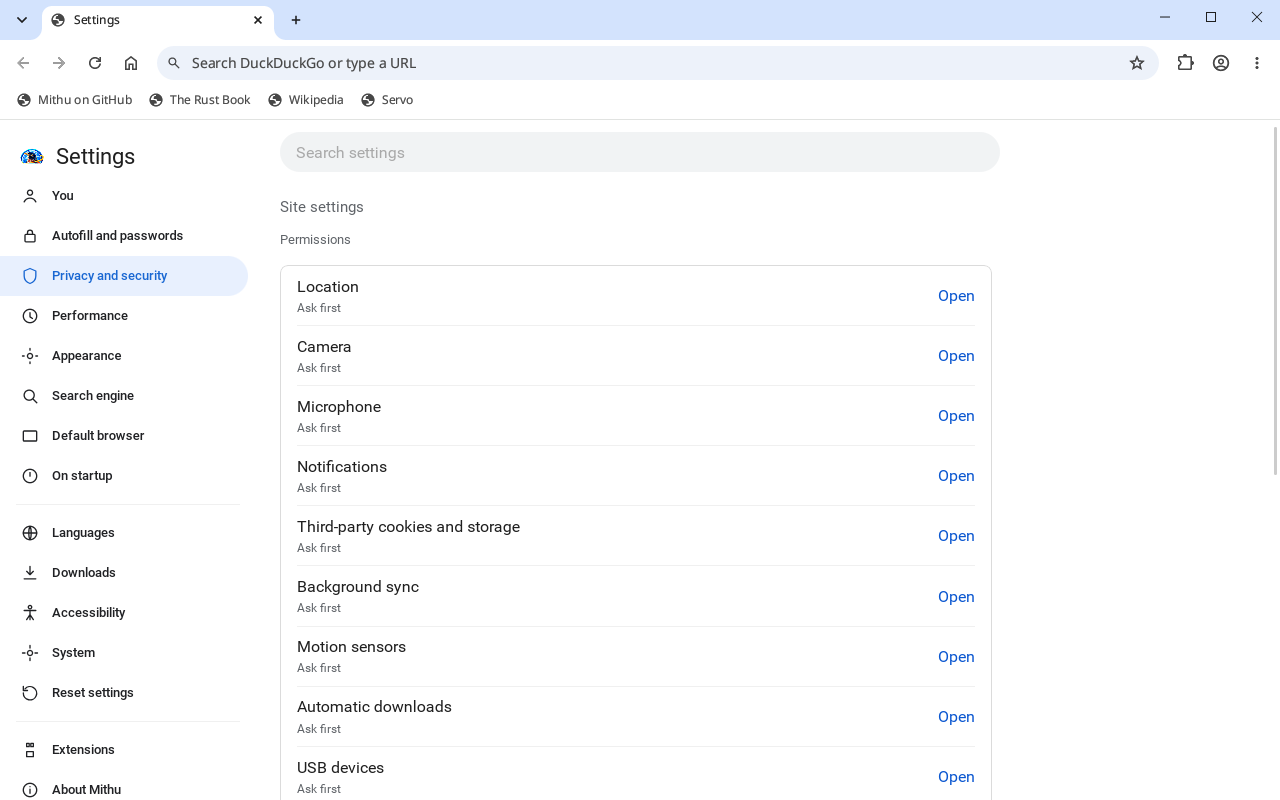 Settings
Search DuckDuckGo or type a URL
Mithu on GitHub
The Rust Book
Wikipedia
Servo
Settings
You
Autofill and passwords
Privacy and security
Performance
Appearance
Search engine
Default browser
On startup
Languages
Downloads
Accessibility
System
Reset settings
Extensions
About Mithu
Search settings
Site settings
Permissions
Location
Ask first
Open
Camera
Ask first
Open
Microphone
Ask first
Open
Notifications
Ask first
Open
Third-party cookies and storage
Ask first
Open
Background sync
Ask first
Open
Motion sensors
Ask first
Open
Automatic downloads
Ask first
Open
USB devices
Ask first
Open